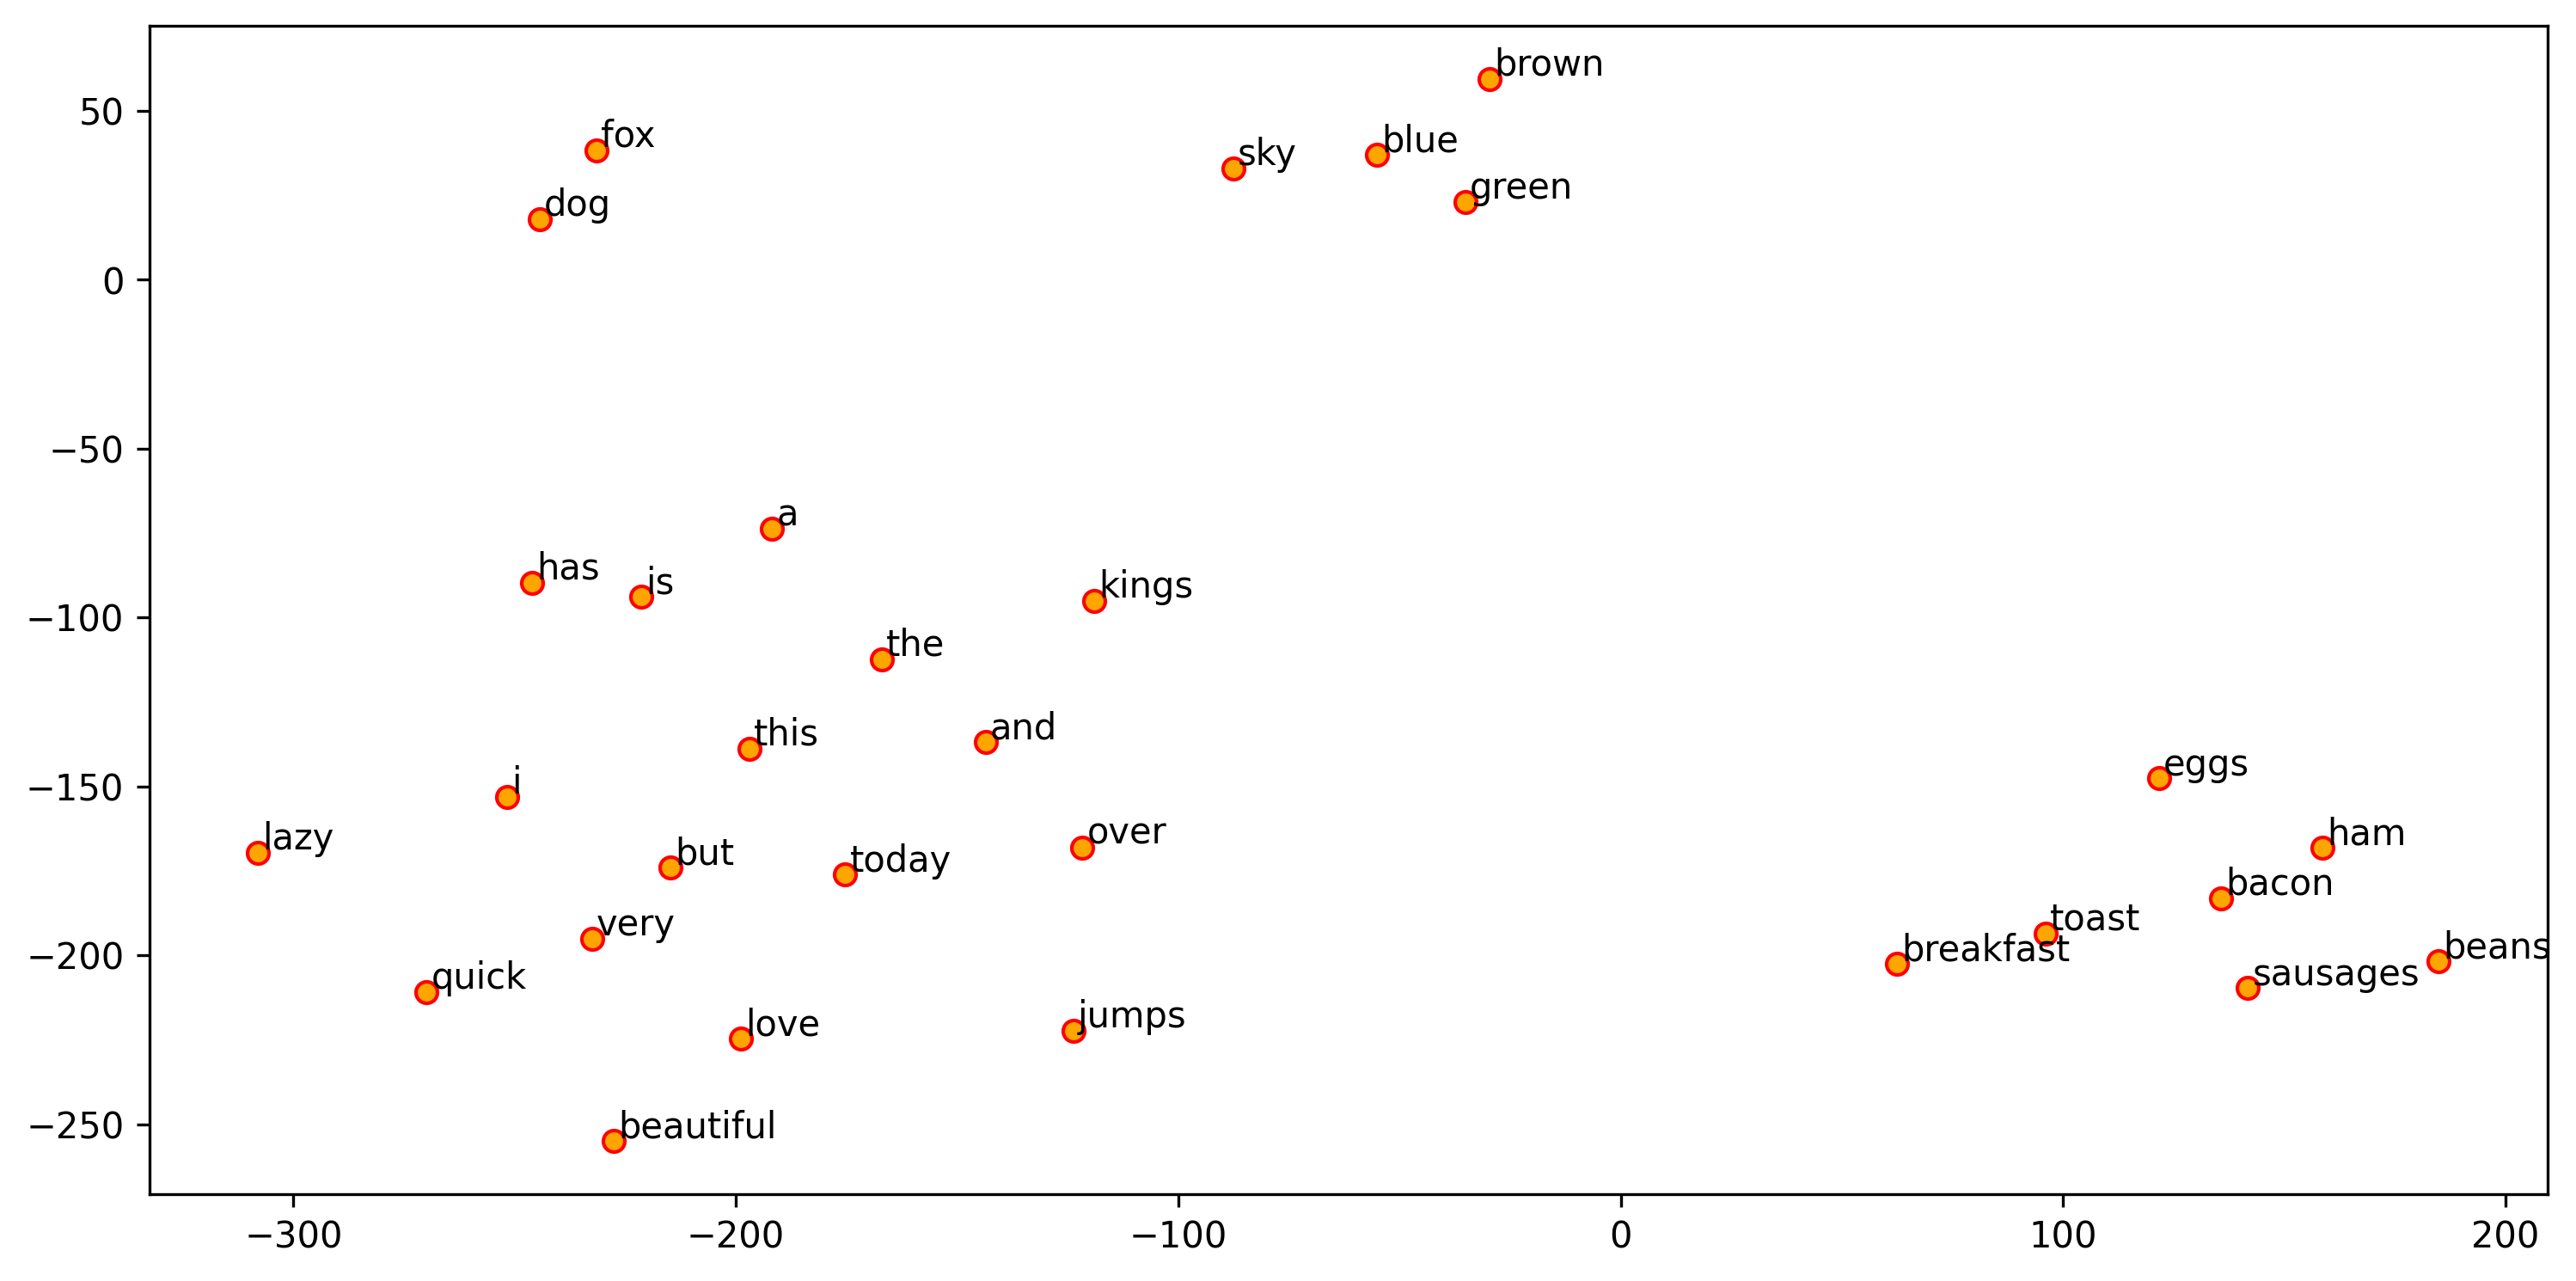 brown
50
fox
blue
sky
green
dog
0
−50
a
has
is
kings
−100
the
and
this
eggs
−150
i
lazy
over
ham
but
today
bacon
very
toast
−200
breakfast
beans
quick
sausages
love
jumps
−250
beautiful
−300 −200 −100 0 100 200